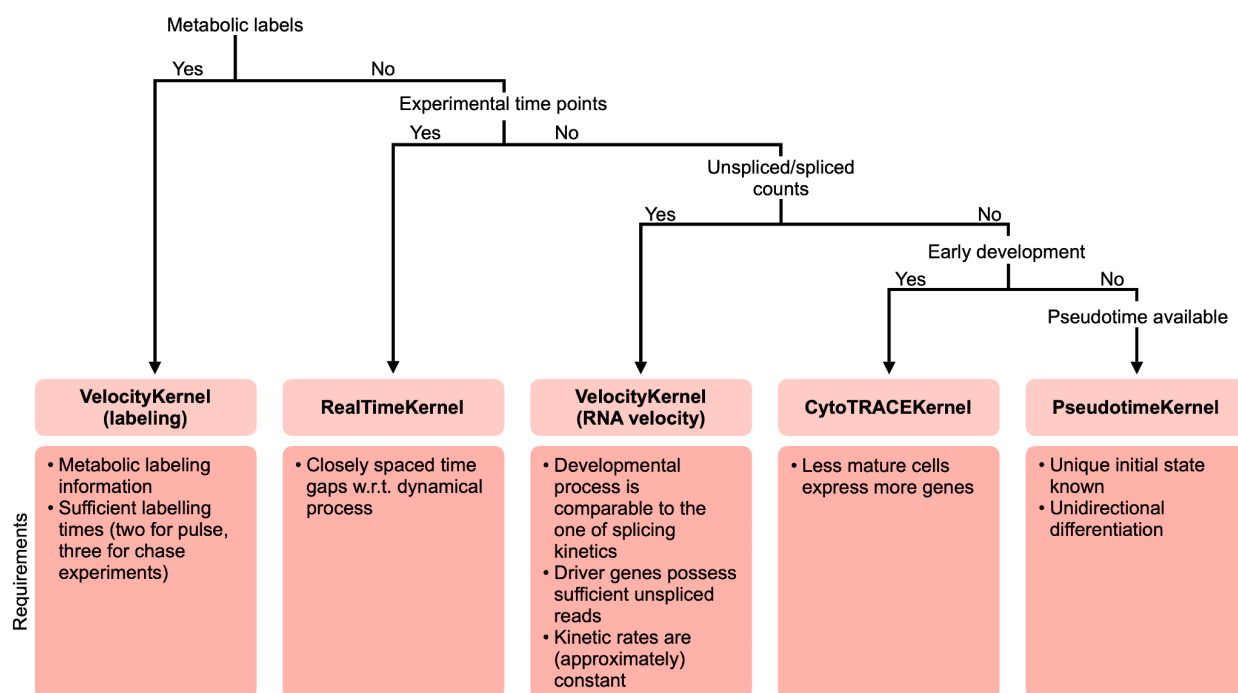 Metabolic labels
Yes
No
Experimental time points
Yes
No
Unspliced/spliced
counts
Yes
No
Early development
Yes
No
Pseudotime available
VelocityKernel
(labeling)
RealTimeKernel
VelocityKernel
(RNA velocity)
CytoTRACEKernel
PseudotimeKernel
Requirements
• Metabolic labeling
information
• Sufficient labelling
times (two for pulse,
three for chase
experiments)
• Closely spaced time
gaps w.r.t. dynamical
process
• Developmental
process is
comparable to the
one of splicing
kinetics
• Driver genes possess
sufficient unspliced
reads
• Kinetic rates are
(approximately)
constant
• Less mature cells
express more genes
• Unique initial state
known
• Unidirectional
differentiation